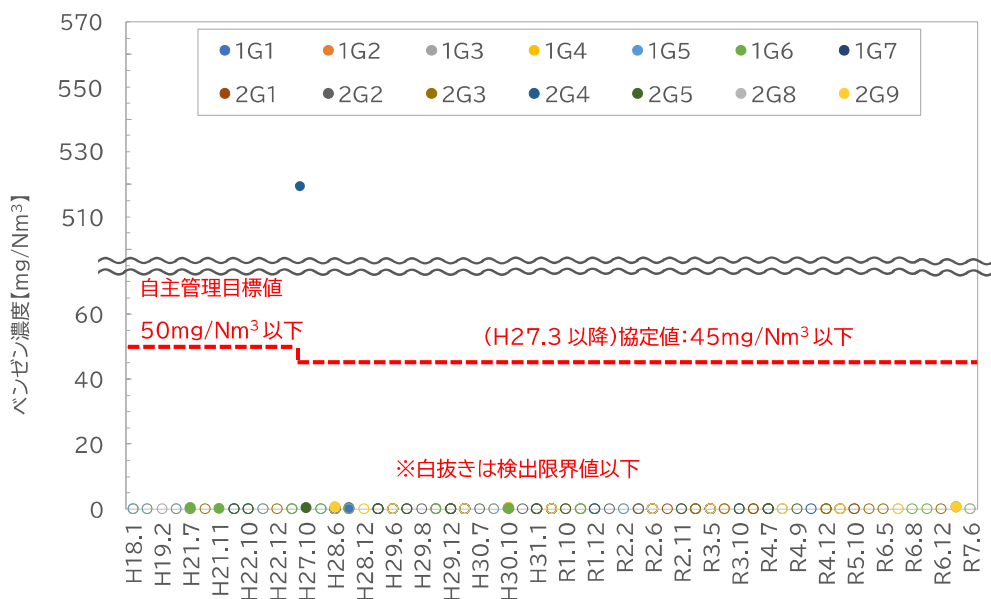 ベンゼン濃度【mg/Nm³】
570
550
530
510
60
40
20
0
1G1 1G2 1G3 1G4 1G5 1G6 1G7
2G1 2G2 2G3 2G4 2G5 2G8 2G9
自主管理目標値
50mg/Nm³以下
(H27.3以降)協定値:45mg/Nm³以下
※白抜きは検出限界値以下
H18.1
H19.2
H21.7
H21.11
H22.10
H22.12
H27.10
H28.6
H28.12
H29.6
H29.8
H29.12
H30.7
H30.10
H31.1
R1.10
R1.12
R2.2
R2.6
R2.11
R3.5
R3.10
R4.7
R4.9
R4.12
R5.10
R6.5
R6.8
R6.12
R7.6